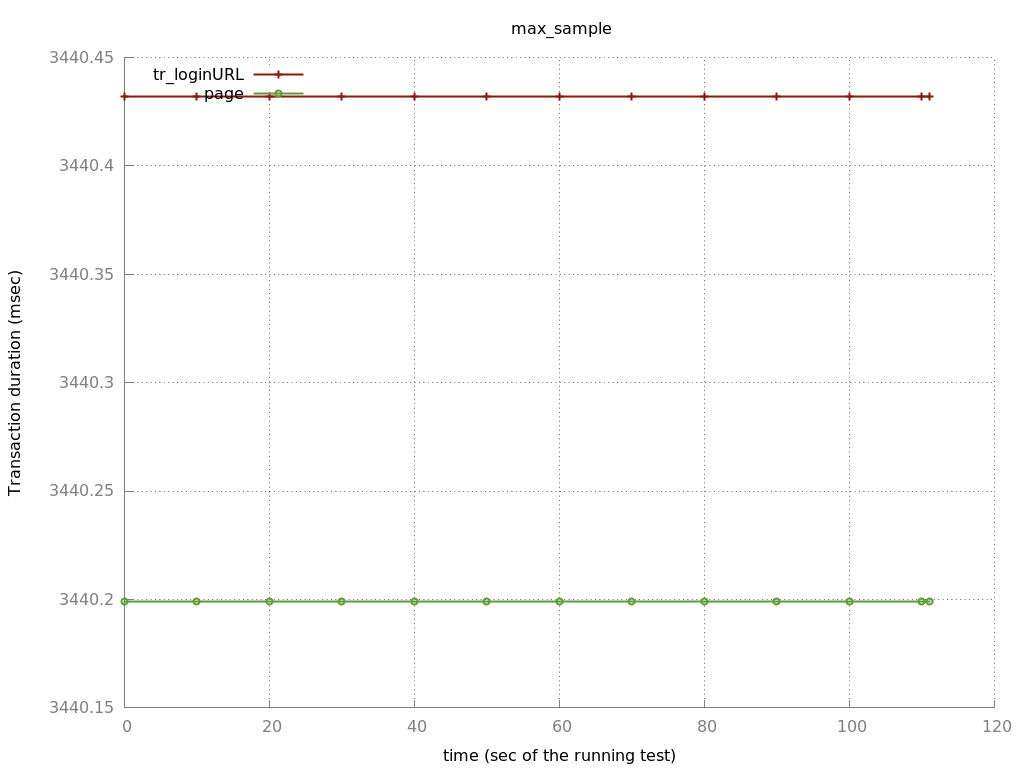 max_sample
3440.45
3440.4
3440.35
3440.3
3440.25
3440.2
3440.15
tr_loginURL
page
Transaction duration (msec)
0 20 40 60 80 100 120
time (sec of the running test)